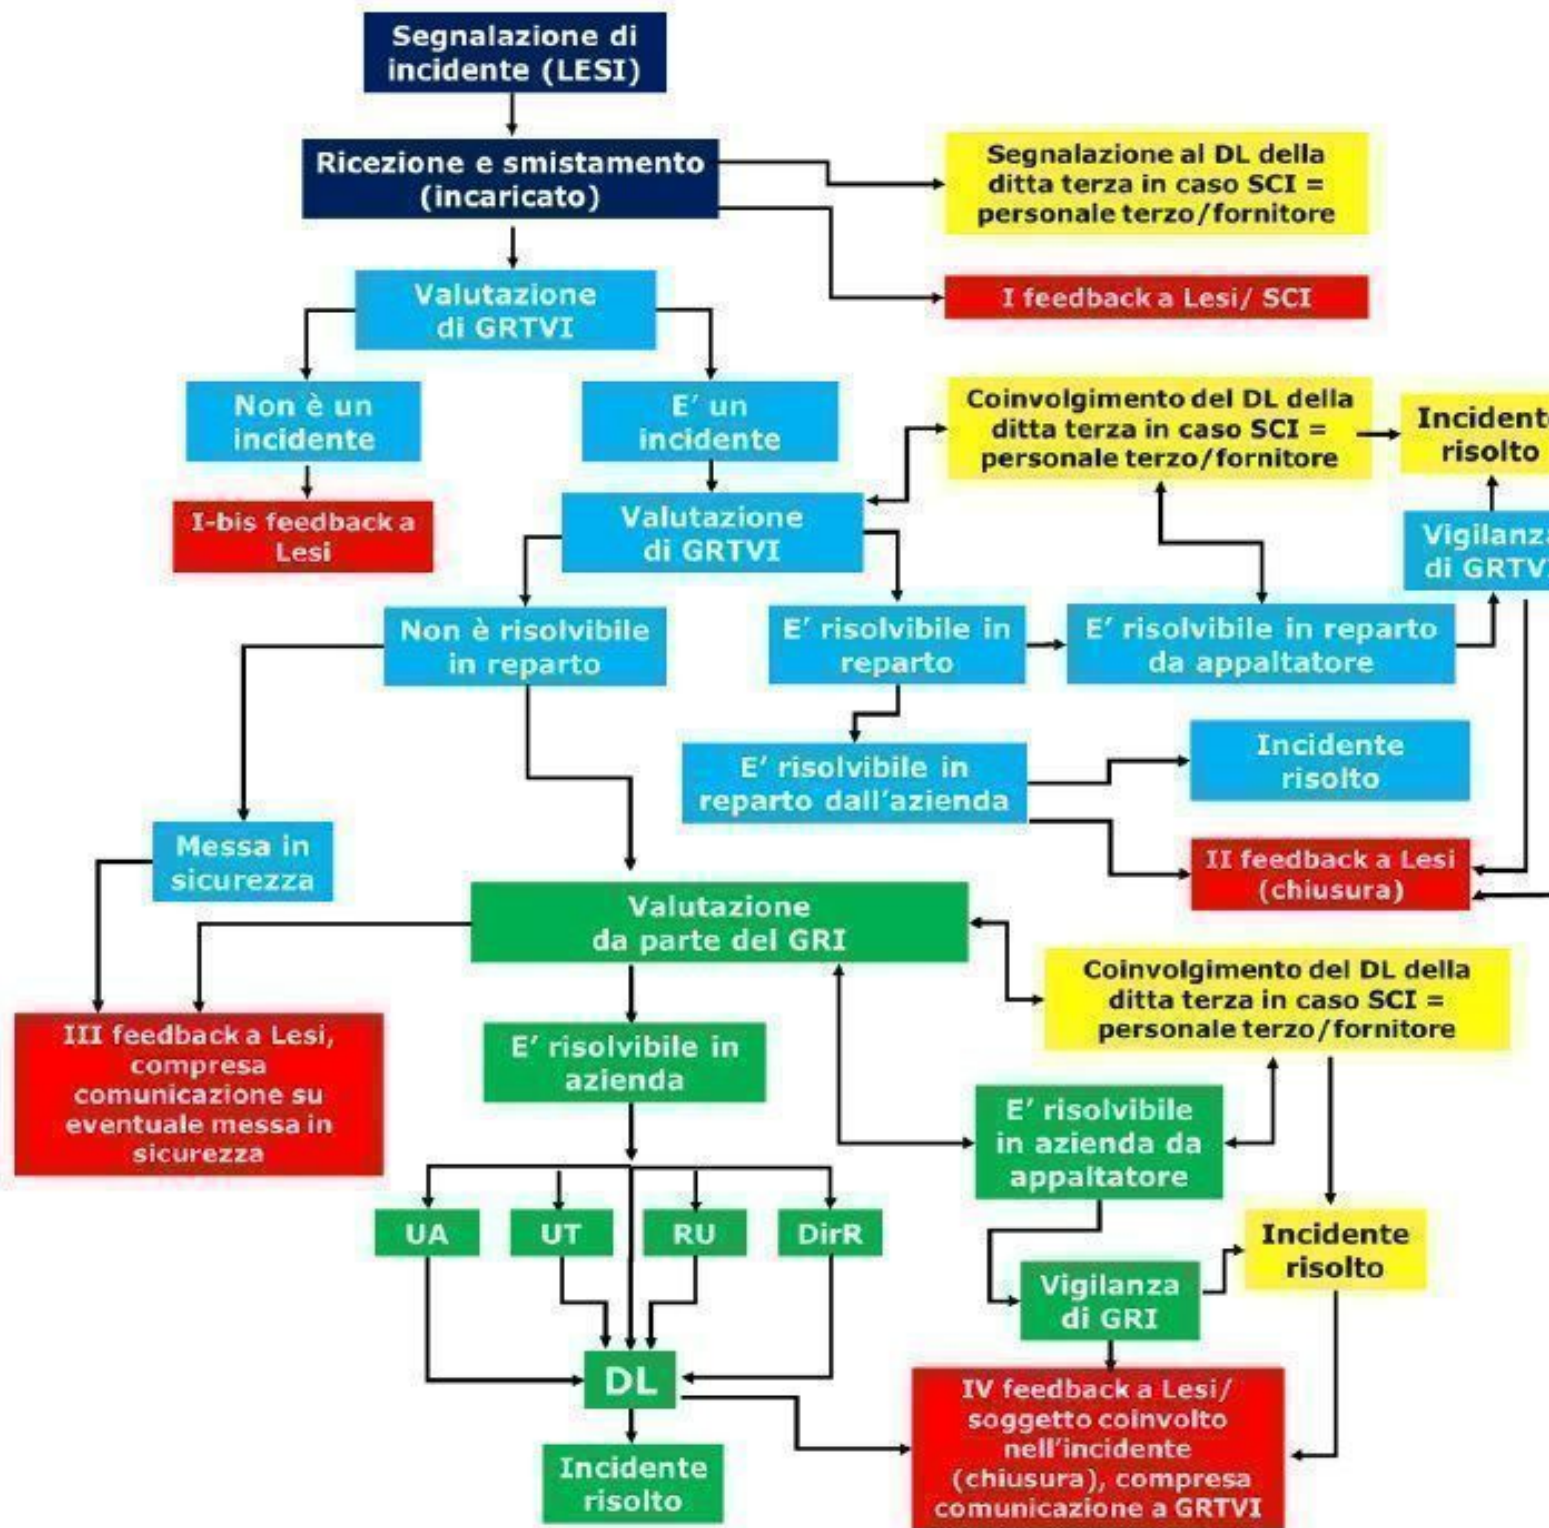 Segnalazione di
incidente (LESI)
Ricezione e smistamento
(incaricato)
Segnalazione al DL della
ditta terza in caso SCI =
personale terzo/fornitore
Valutazione
di GRTVI
I feedback a Lesi/ SCI
Non è un
incidente
E’ un
incidente
Coinvolgimento del DL della
ditta terza in caso SCI =
personale terzo/fornitore
Incidente
risolto
I-bis feedback a
Lesi
Valutazione
di GRTVI
Vigilanza
di GRTVI
Non è risolvibile
in reparto
E’ risolvibile in
reparto
E’ risolvibile in reparto
da appaltatore
E’ risolvibile in
reparto dall’azienda
Incidente
risolto
Messa in
sicurezza
II feedback a Lesi
(chiusura)
Valutazione
da parte del GRI
Coinvolgimento del DL della
ditta terza in caso SCI =
personale terzo/fornitore
III feedback a Lesi,
compresa
comunicazione su
eventuale messa in
sicurezza
E’ risolvibile in
azienda
E’ risolvibile
in azienda da
appaltatore
UA
UT
RU
DirR
Incidente
risolto
Vigilanza
di GRI
DL
IV feedback a Lesi/
soggetto coinvolto
nell’incidente
(chiusura), compresa
comunicazione a GRTVI
Incidente
risolto